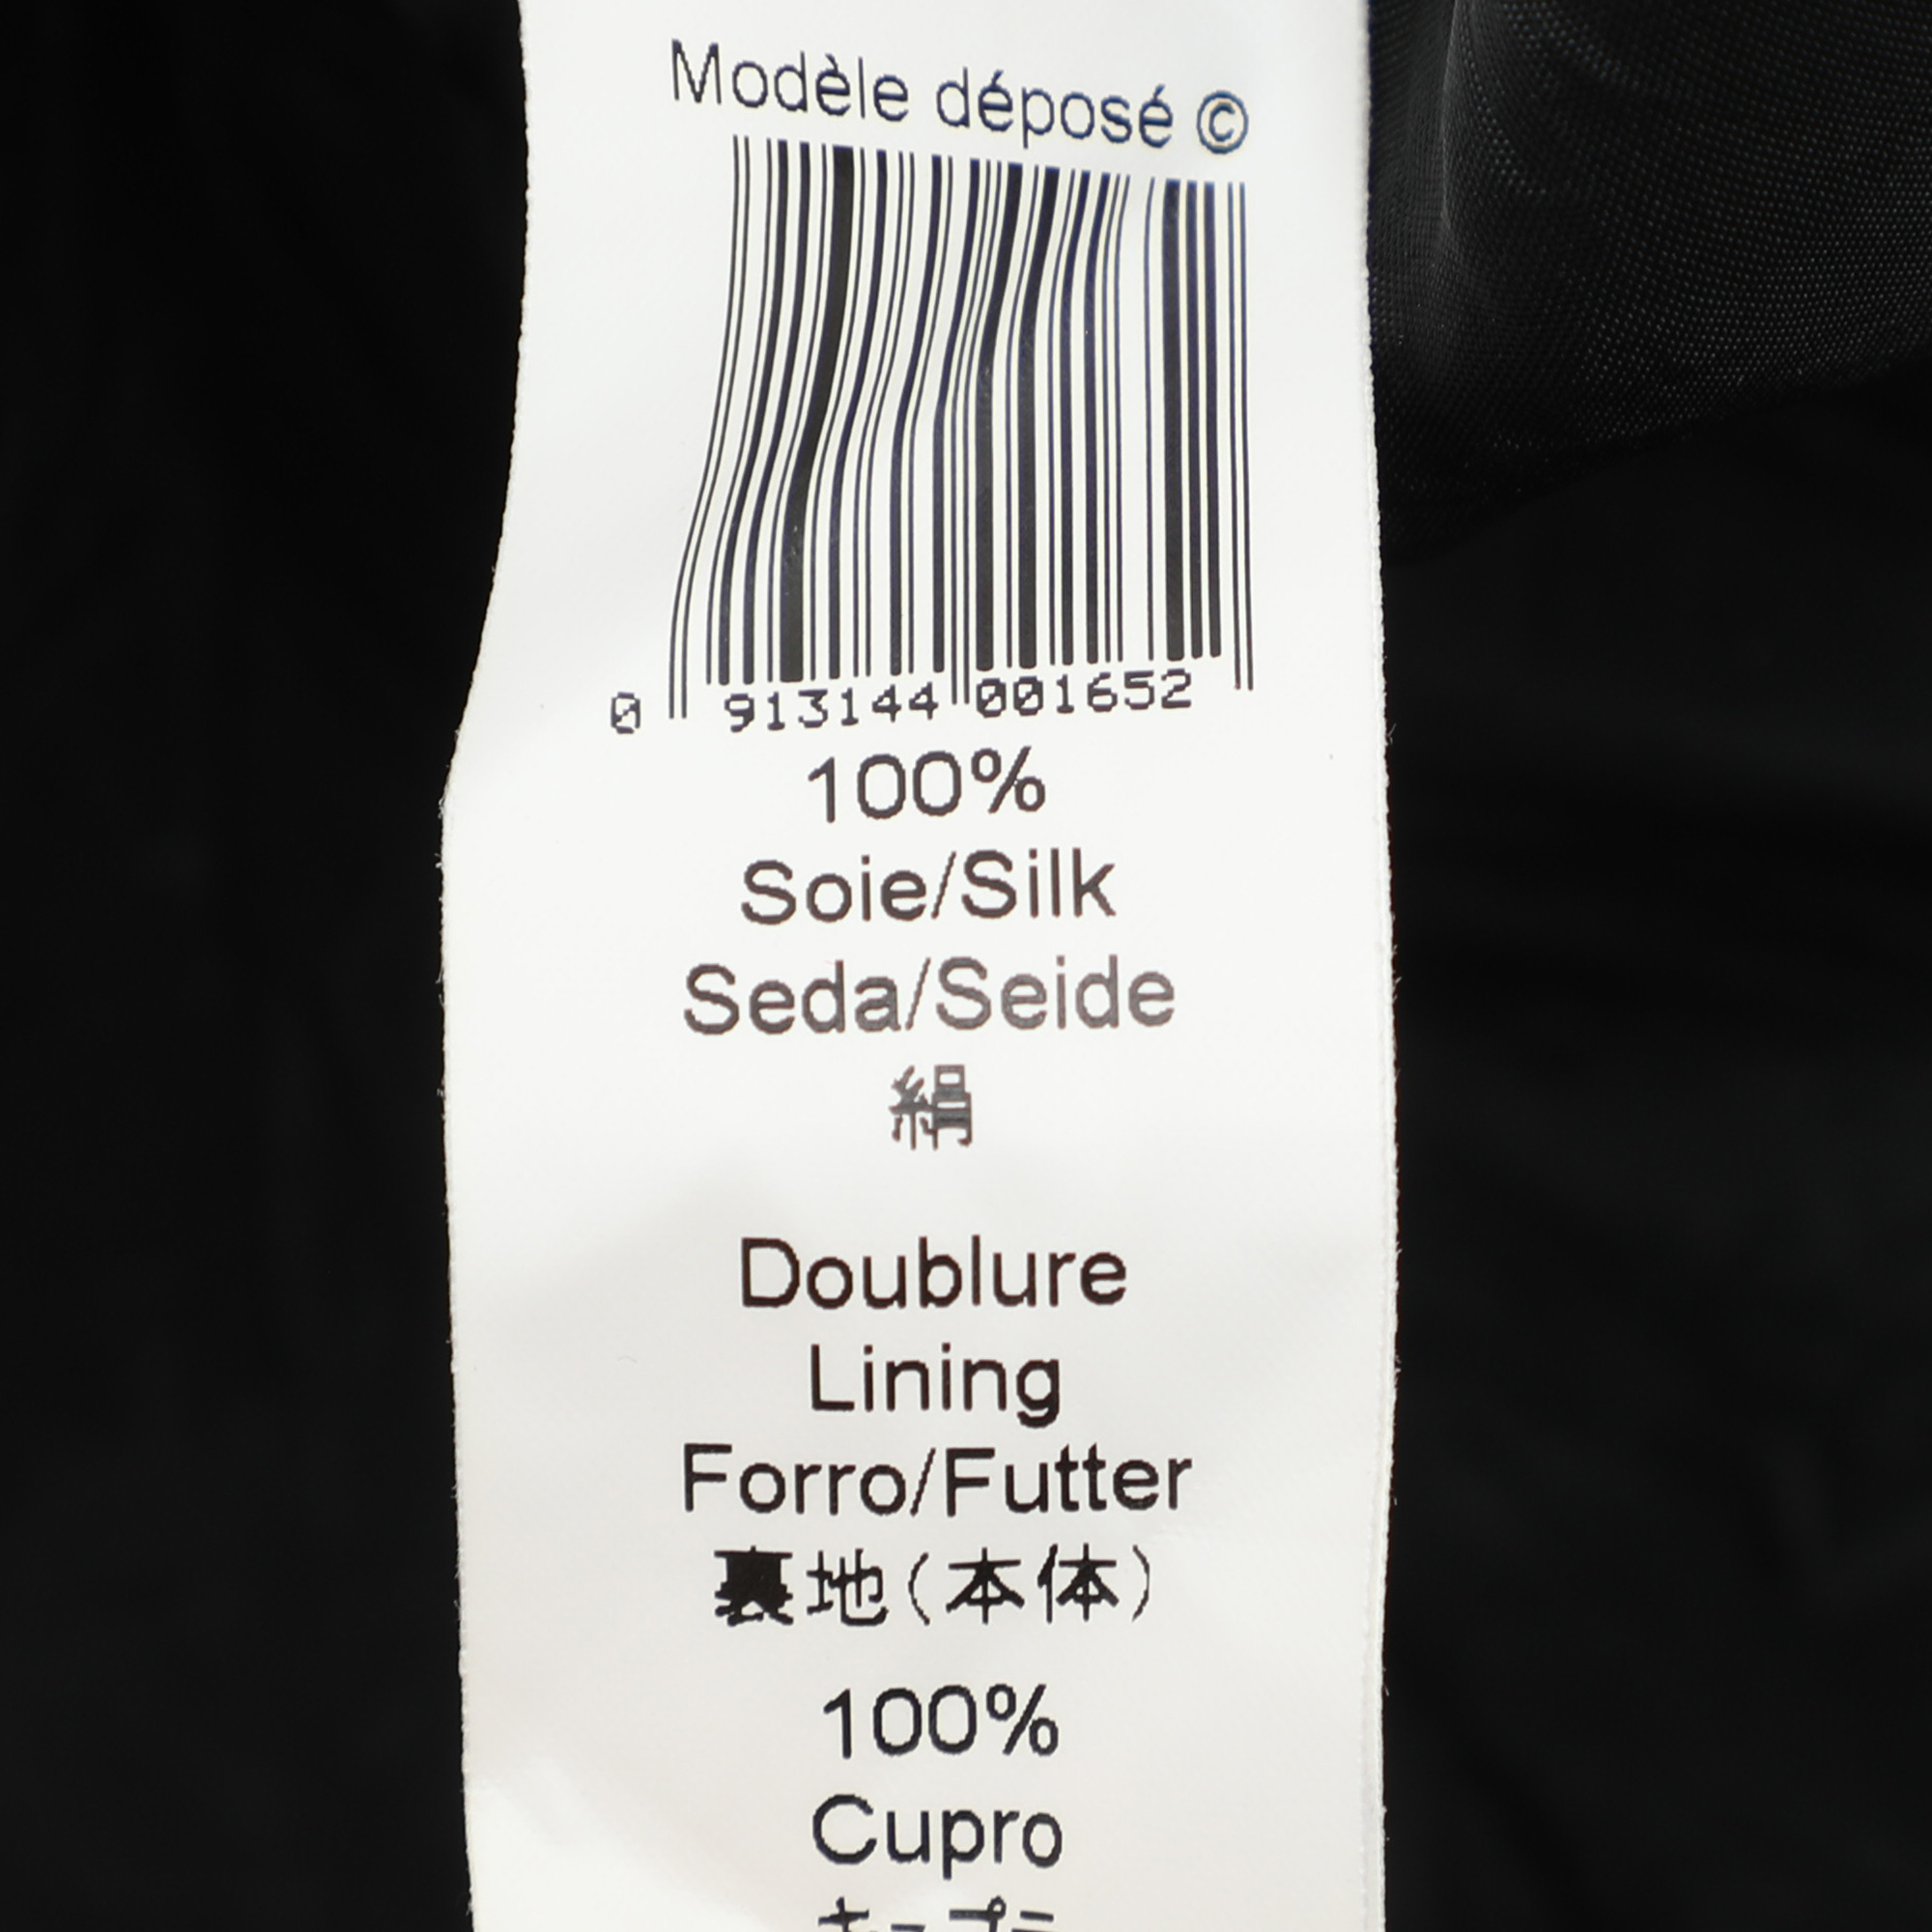 Modèle déposé ©
0 913144 001652
100%
Soie/Silk
Seda/Seide
絹
Doublure
Lining
Forro/Futter
裏地(本体)
100%
Cupro